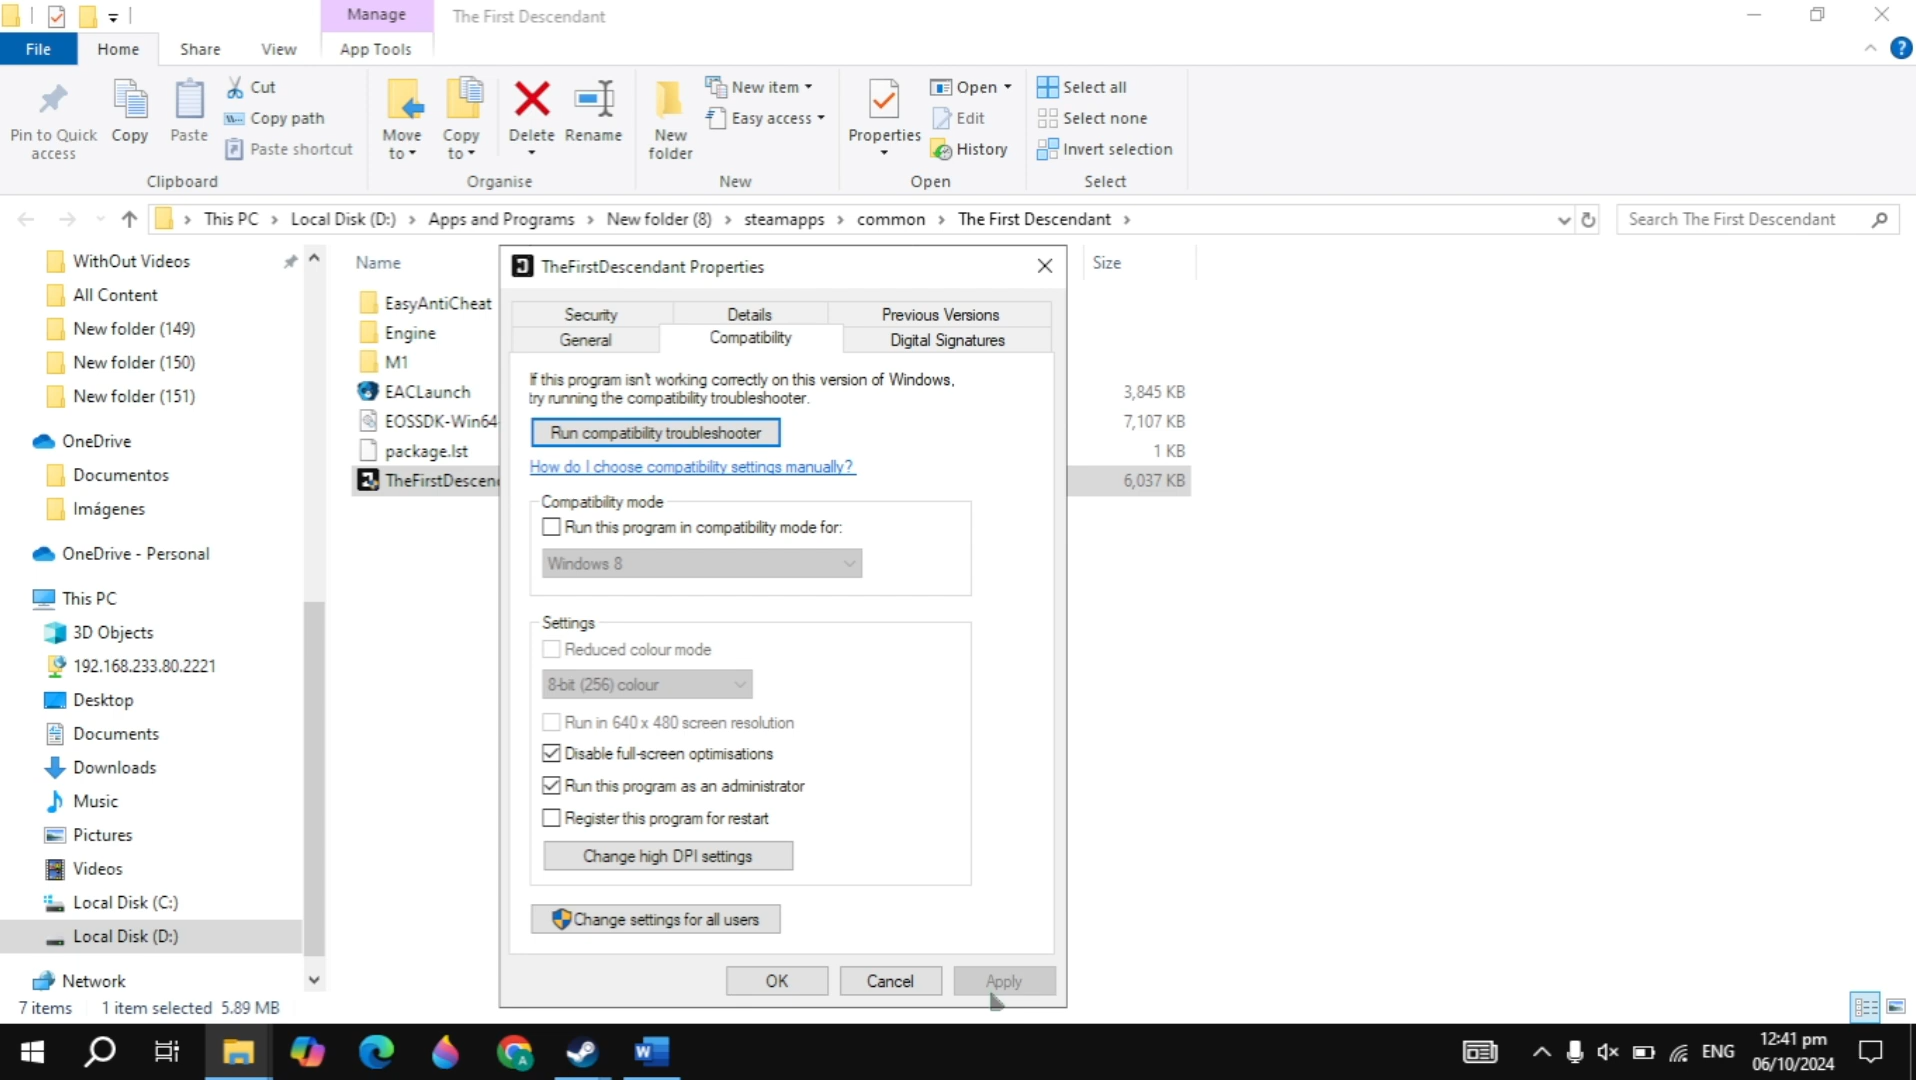 Manage
The First Descendant
File
Home
Share
View
App Tools
Pin to Quick access
Copy
Paste
Cut
Copy path
Paste shortcut
Clipboard
Move to
Copy to
Delete
Rename
Organise
New folder
New item
Easy access
New
Properties
Open
Edit
History
Open
Select all
Select none
Invert selection
Select
This PC > Local Disk (D:) > Apps and Programs > New folder (8) > steamapps > common > The First Descendant >
Search The First Descendant
WithOut Videos
All Content
New folder (149)
New folder (150)
New folder (151)
OneDrive
Documentos
Imágenes
OneDrive - Personal
This PC
3D Objects
192.168.233.80.2221
Desktop
Documents
Downloads
Music
Pictures
Videos
Local Disk (C:)
Local Disk (D:)
Network
Name
Size
EasyAntiCheat
Engine
M1
EACLaunch
3,845 KB
EOSSDK-Win64-
7,107 KB
package.lst
1 KB
TheFirstDescend
6,037 KB
TheFirstDescendant Properties
Security
Details
Previous Versions
General
Compatibility
Digital Signatures
If this program isn't working correctly on this version of Windows,
try running the compatibility troubleshooter.
Run compatibility troubleshooter
How do I choose compatibility settings manually?
Compatibility mode
Run this program in compatibility mode for:
Windows 8
Settings
Reduced colour mode
8-bit (256) colour
Run in 640 x 480 screen resolution
Disable full-screen optimisations
Run this program as an administrator
Register this program for restart
Change high DPI settings
Change settings for all users
OK
Cancel
Apply
7 items
1 item selected 5.89 MB
ENG
12:41 pm
06/10/2024